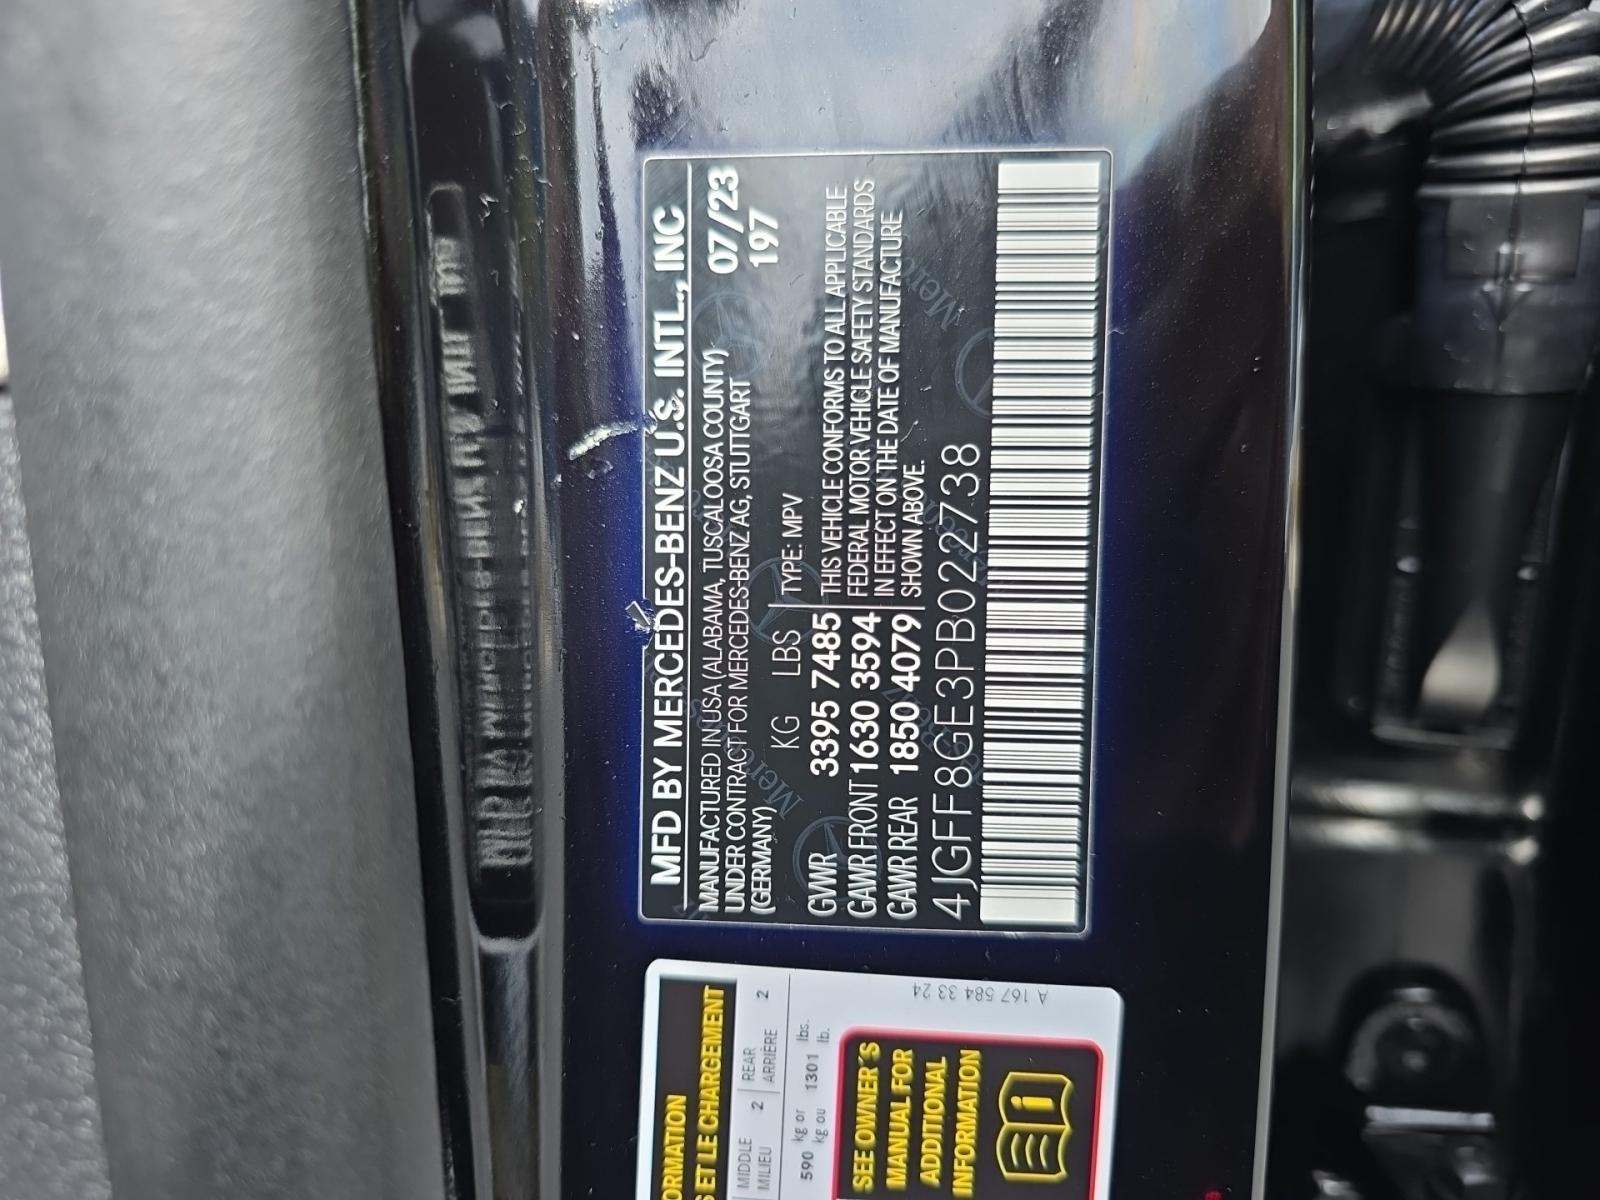 MFD BY MERCEDES-BENZ U.S. INTL., INC
MANUFACTURED IN USA (ALABAMA, TUSCALOOSA COUNTY) 07/23
UNDER CONTRACT FOR MERCEDES-BENZ AG, STUTTGART 197
(GERMANY)
KG LBS TYPE: MPV
GVWR 3395 7485 THIS VEHICLE CONFORMS TO ALL APPLICABLE
GAWR FRONT 1630 3594 FEDERAL MOTOR VEHICLE SAFETY STANDARDS
IN EFFECT ON THE DATE OF MANUFACTURE
GAWR REAR 1850 4079 SHOWN ABOVE.
4JGFF8GE3PB022738
ET LE CHARGEMENT
MIDDLE 2 REAR 2
MILIEU ARRIÈRE
590 kg or 1301 lbs.
kg ou lb.
SEE OWNER'S
MANUAL FOR
ADDITIONAL
INFORMATION
A 167 584 33 24